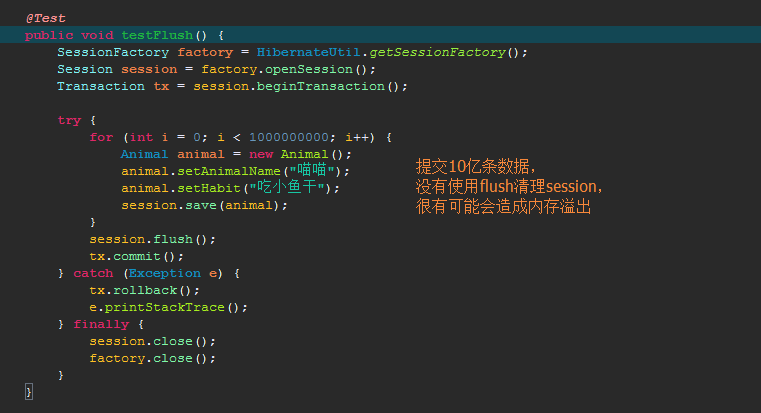 @Test
public void testFlush() {
SessionFactory factory = HibernateUtil.getSessionFactory();
Session session = factory.openSession();
Transaction tx = session.beginTransaction();
try {
for (int i = 0; i < 1000000000; i++) {
Animal animal = new Animal();
animal.setAnimalName("喵喵");
animal.setHabit("吃小鱼干");
session.save(animal);
}
session.flush();
tx.commit();
} catch (Exception e) {
tx.rollback();
e.printStackTrace();
} finally {
session.close();
factory.close();
}
}
提交10亿条数据，
没有使用flush清理session，
很有可能会造成内存溢出